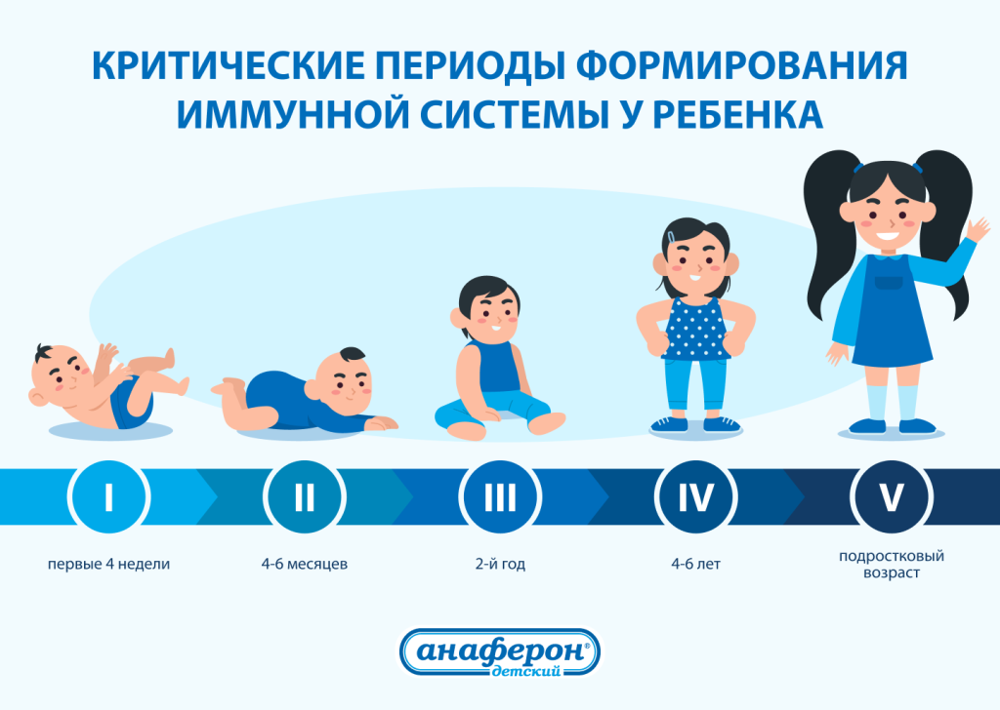 КРИТИЧЕСКИЕ ПЕРИОДЫ ФОРМИРОВАНИЯ
ИММУННОЙ СИСТЕМЫ У РЕБЕНКА
I
II
III
IV
V
первые 4 недели
4-6 месяцев
2-й год
4-6 лет
подростковый
возраст
анаферон®
детский